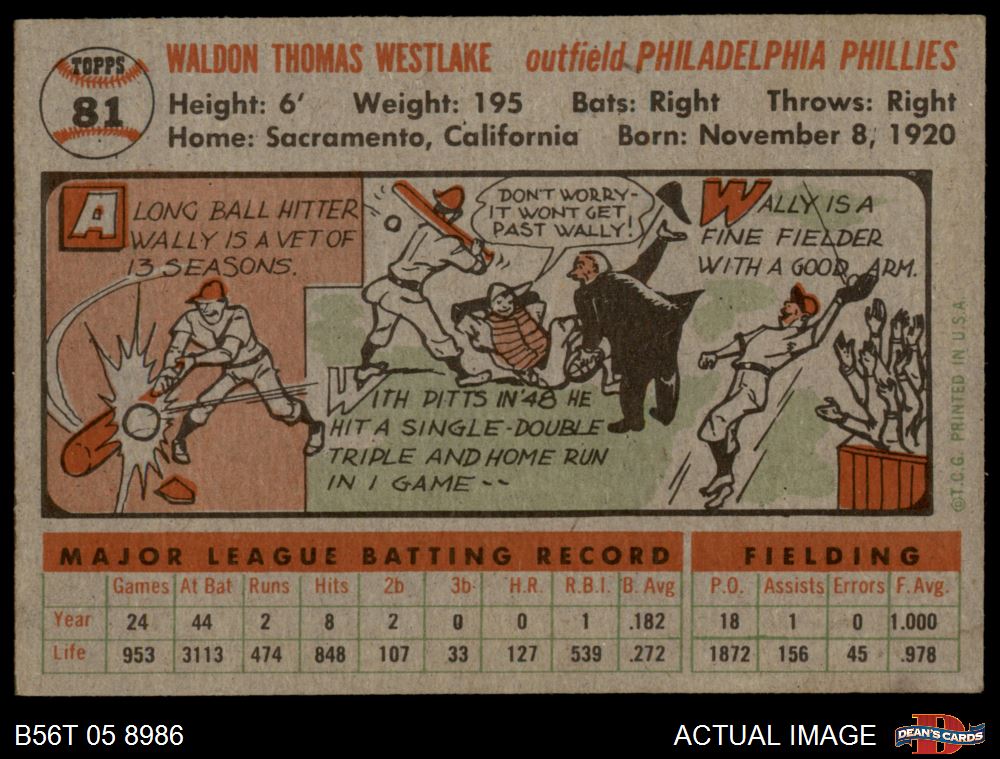 TOPPS
81
WALDON THOMAS WESTLAKE outfield PHILADELPHIA PHILLIES
Height: 6' Weight: 195 Bats: Right Throws: Right
Home: Sacramento, California Born: November 8, 1920
A LONG BALL HITTER
WALLY IS A VET OF
13 SEASONS.
DON'T WORRY-
IT WONT GET
PAST WALLY!
WITH PITTS IN '48 HE
HIT A SINGLE-DOUBLE
TRIPLE AND HOME RUN
IN 1 GAME--
WALLY IS A
FINE FIELDER
WITH A GOOD ARM.
©T.C.G. PRINTED IN U.S.A.
MAJOR LEAGUE BATTING RECORD FIELDING
Games At Bat Runs Hits 2b 3b H.R. R.B.I. B. Avg P.O. Assists Errors F. Avg.
Year 24 44 2 8 2 0 0 1 .182 18 1 0 1.000
Life 953 3113 474 848 107 33 127 539 .272 1872 156 45 .978
B56T 05 8986 ACTUAL IMAGE DEAN'S CARDS